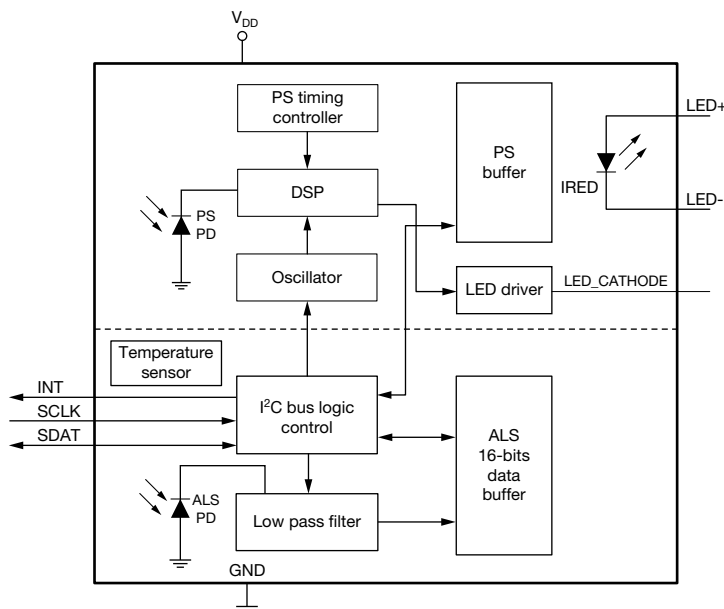 V_DD
PS timing
controller
DSP
PS
PD
Oscillator
PS
buffer
IRED
LED+
LED-
LED driver
LED_CATHODE
Temperature
sensor
INT
SCLK
SDAT
I²C bus logic
control
ALS
16-bits
data
buffer
ALS
PD
Low pass filter
GND